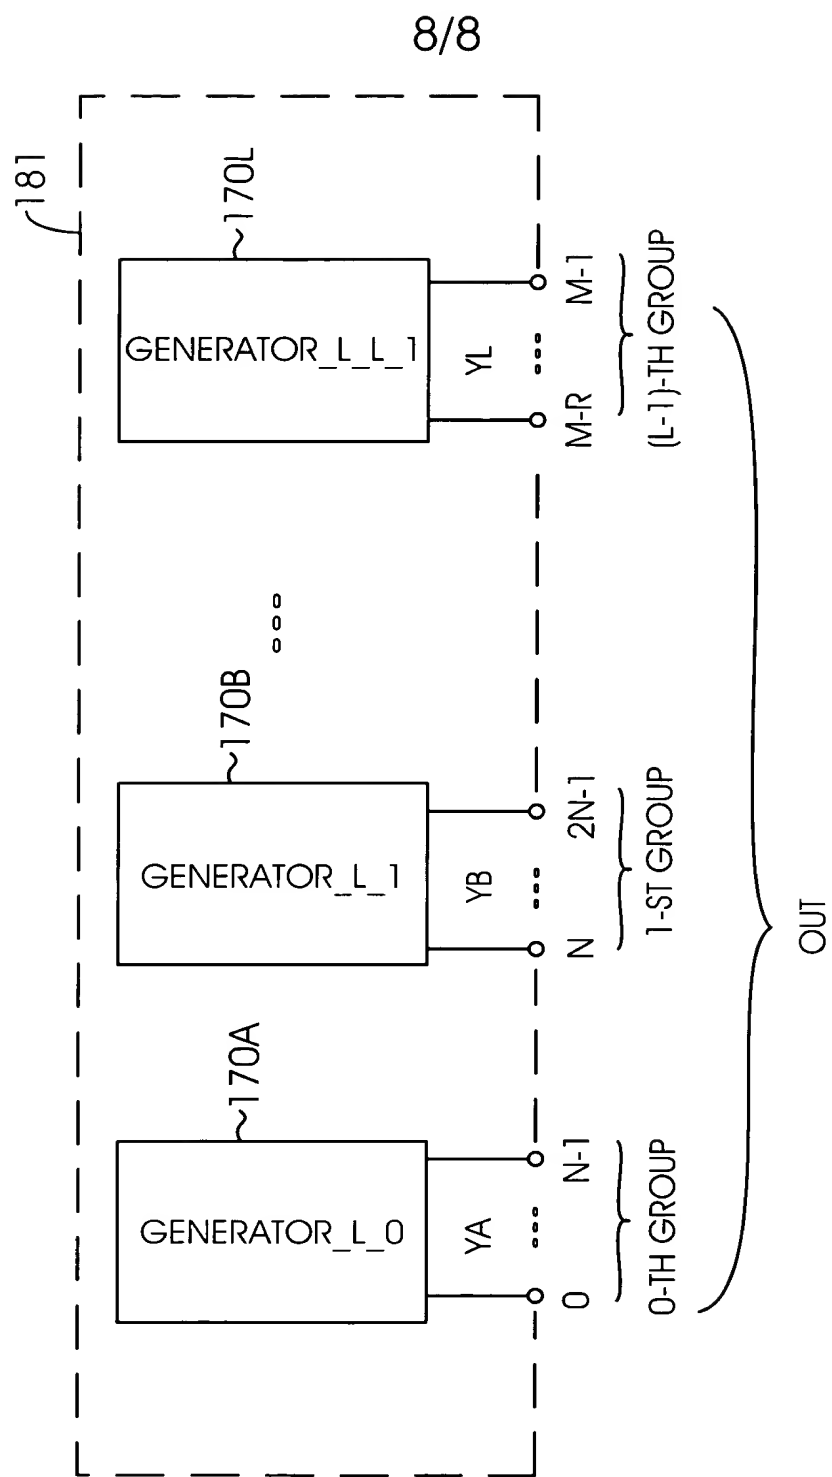 8/8
181
170A
170B
170L
GENERATOR_L_0
GENERATOR_L_1
GENERATOR_L_L_1
YA
YB
YL
0
N-1
N
2N-1
M-R
M-1
0-TH GROUP
1-ST GROUP
(L-1)-TH GROUP
OUT